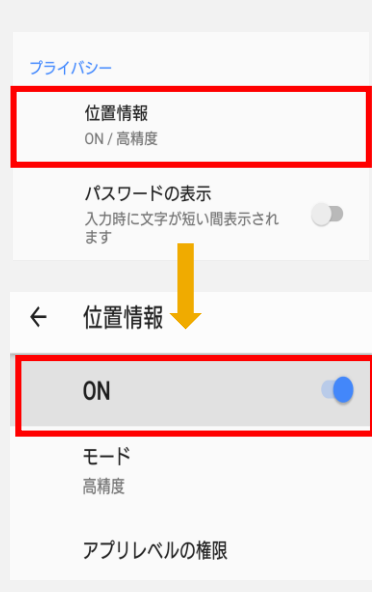 プライバシー
位置情報
ON / 高精度
パスワードの表示
入力時に文字が短い間表示され
ます
位置情報
ON
モード
高精度
アプリレベルの権限